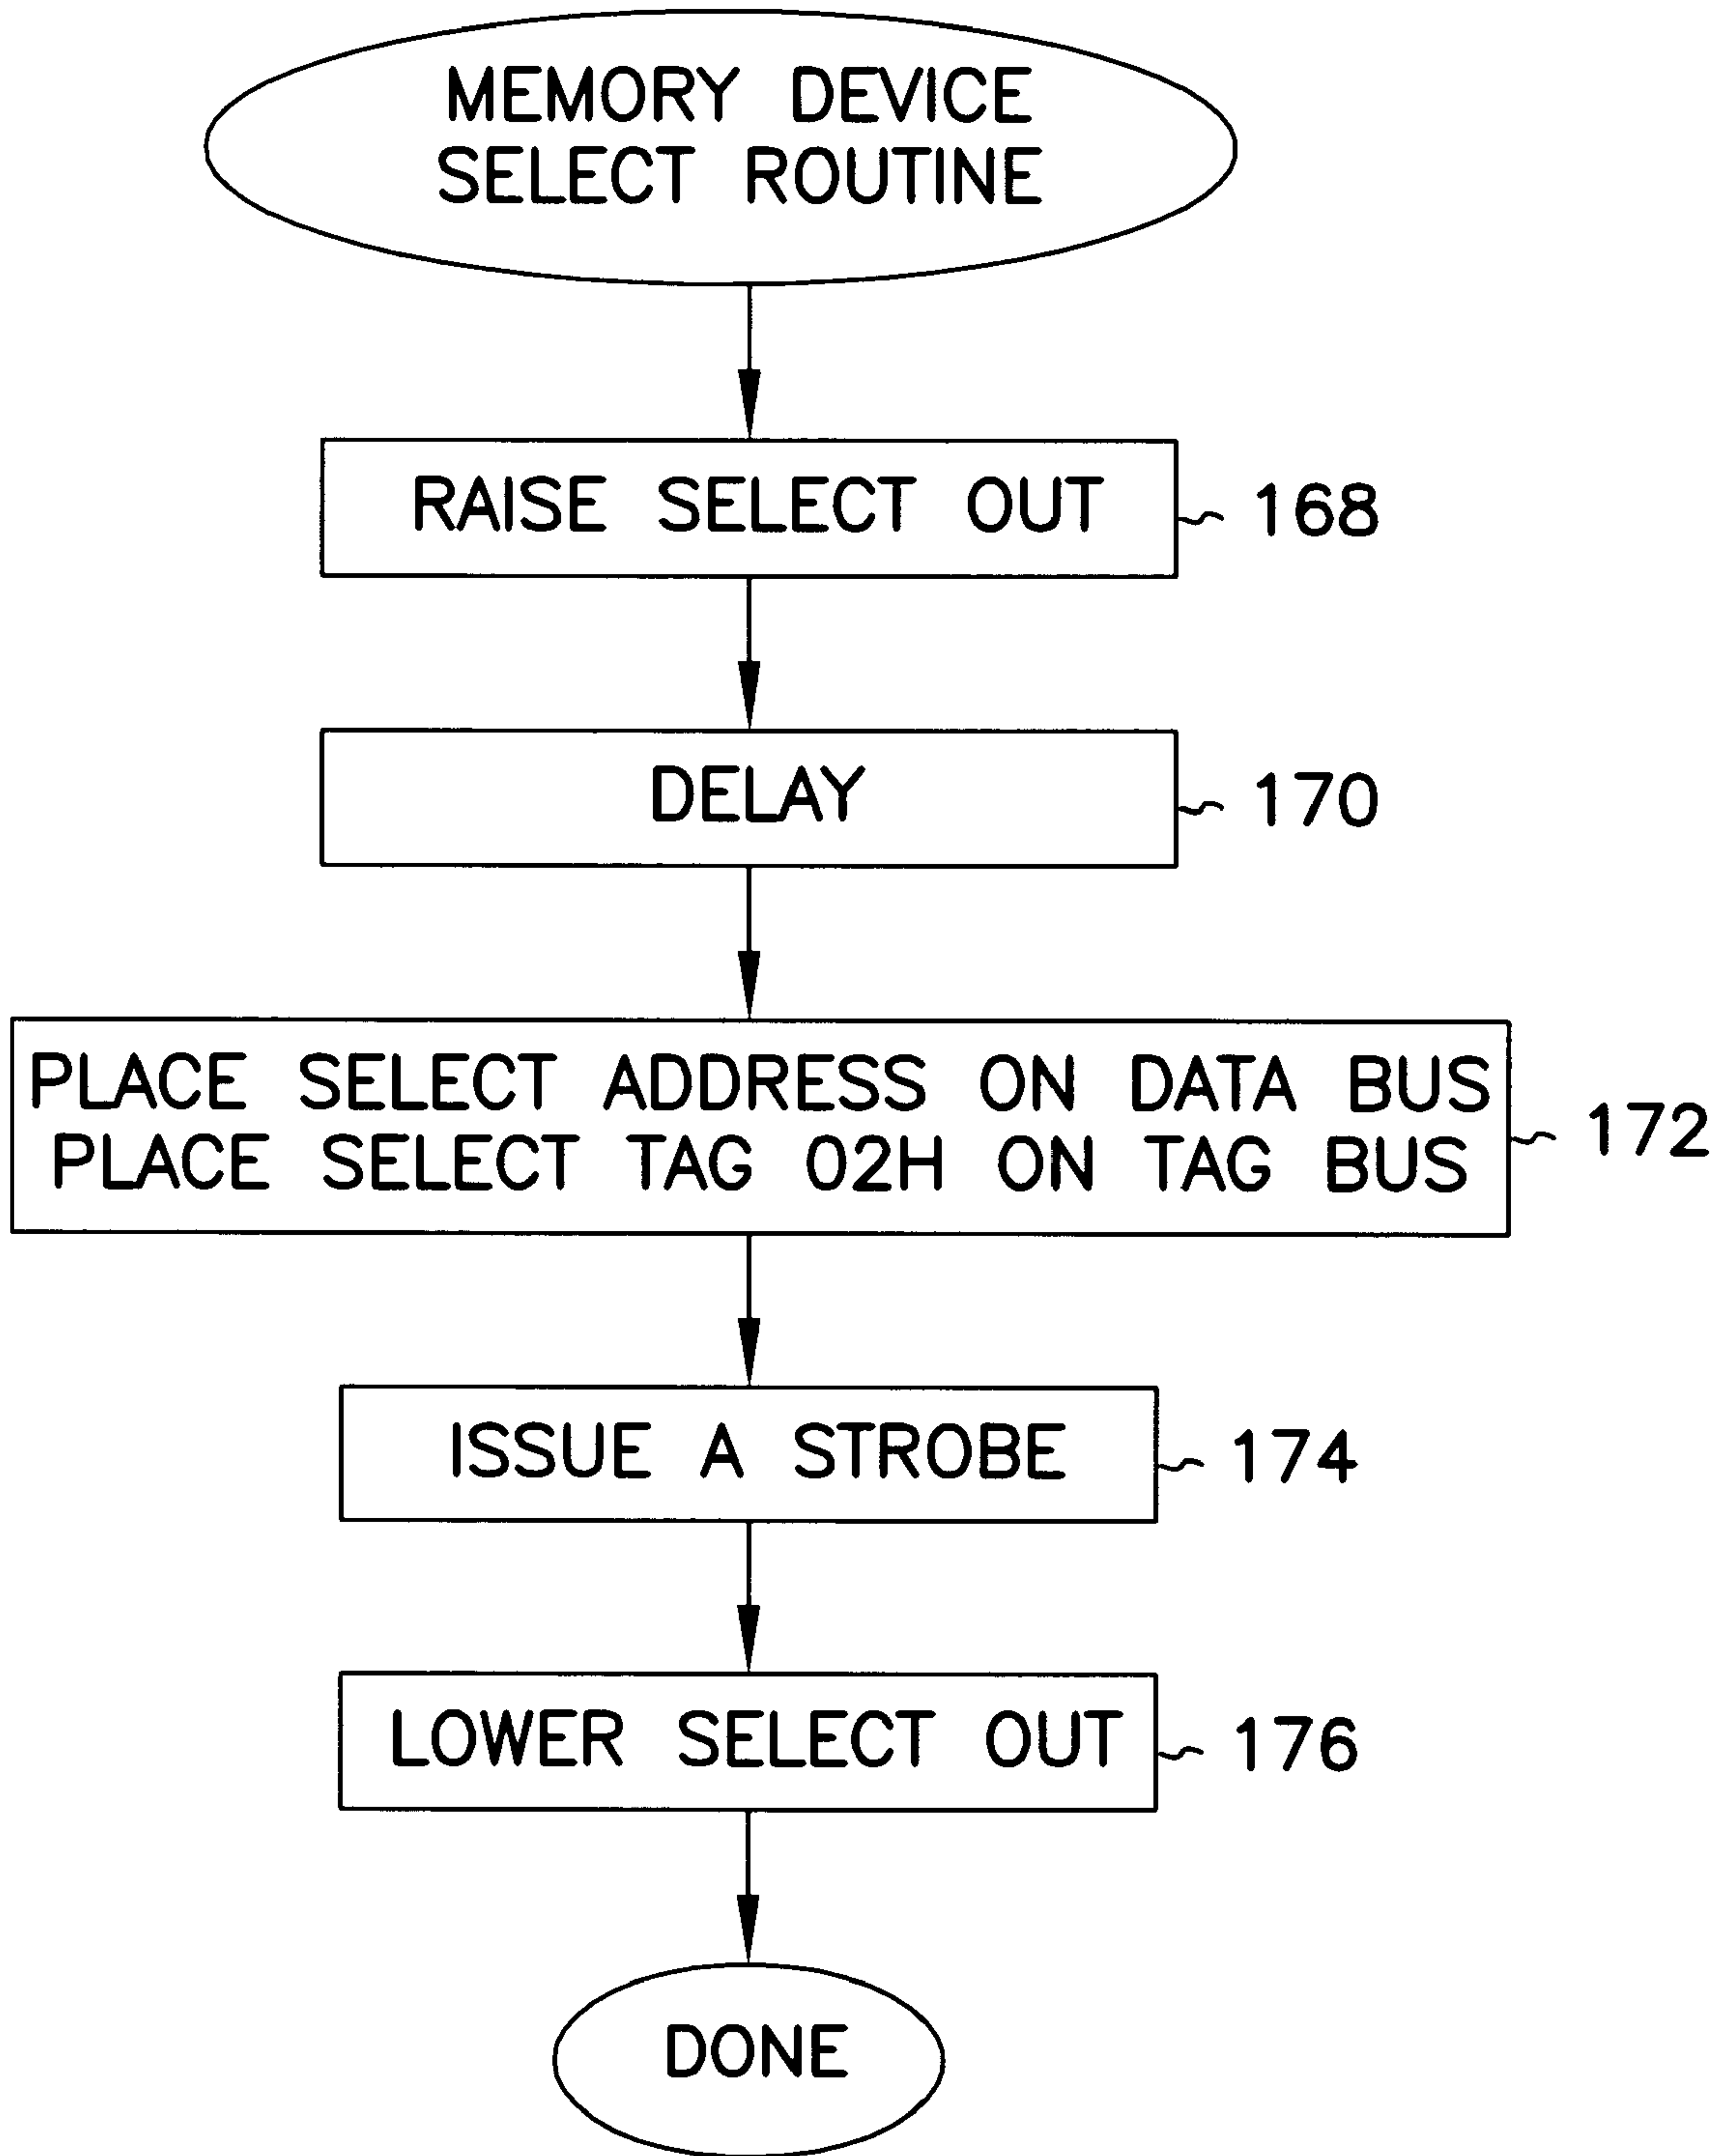 MEMORY DEVICE
SELECT ROUTINE
RAISE SELECT OUT
168
DELAY
170
PLACE SELECT ADDRESS ON DATA BUS
PLACE SELECT TAG 02H ON TAG BUS
172
ISSUE A STROBE
174
LOWER SELECT OUT
176
DONE